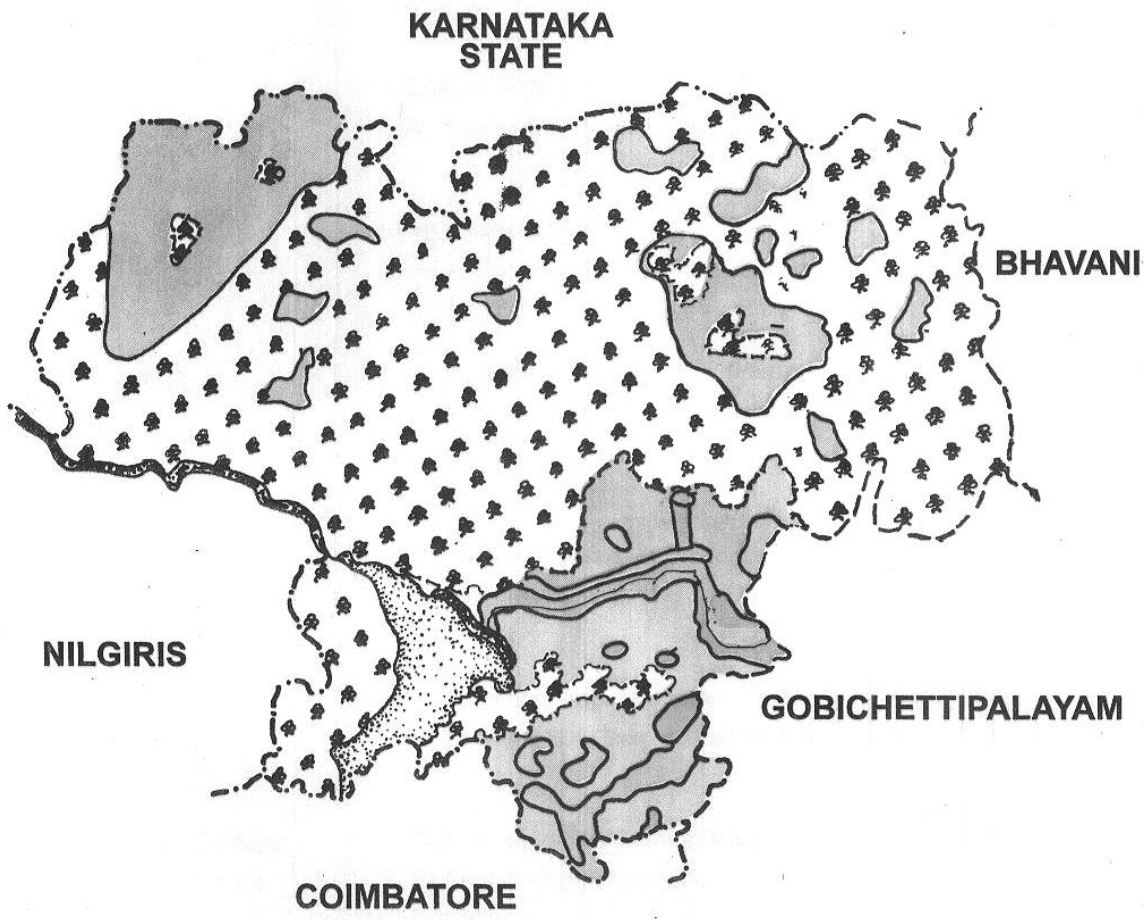 KARNATAKA
STATE
BHAVANI
NILGIRIS
GOBICHETTIPALAYAM
COIMBATORE